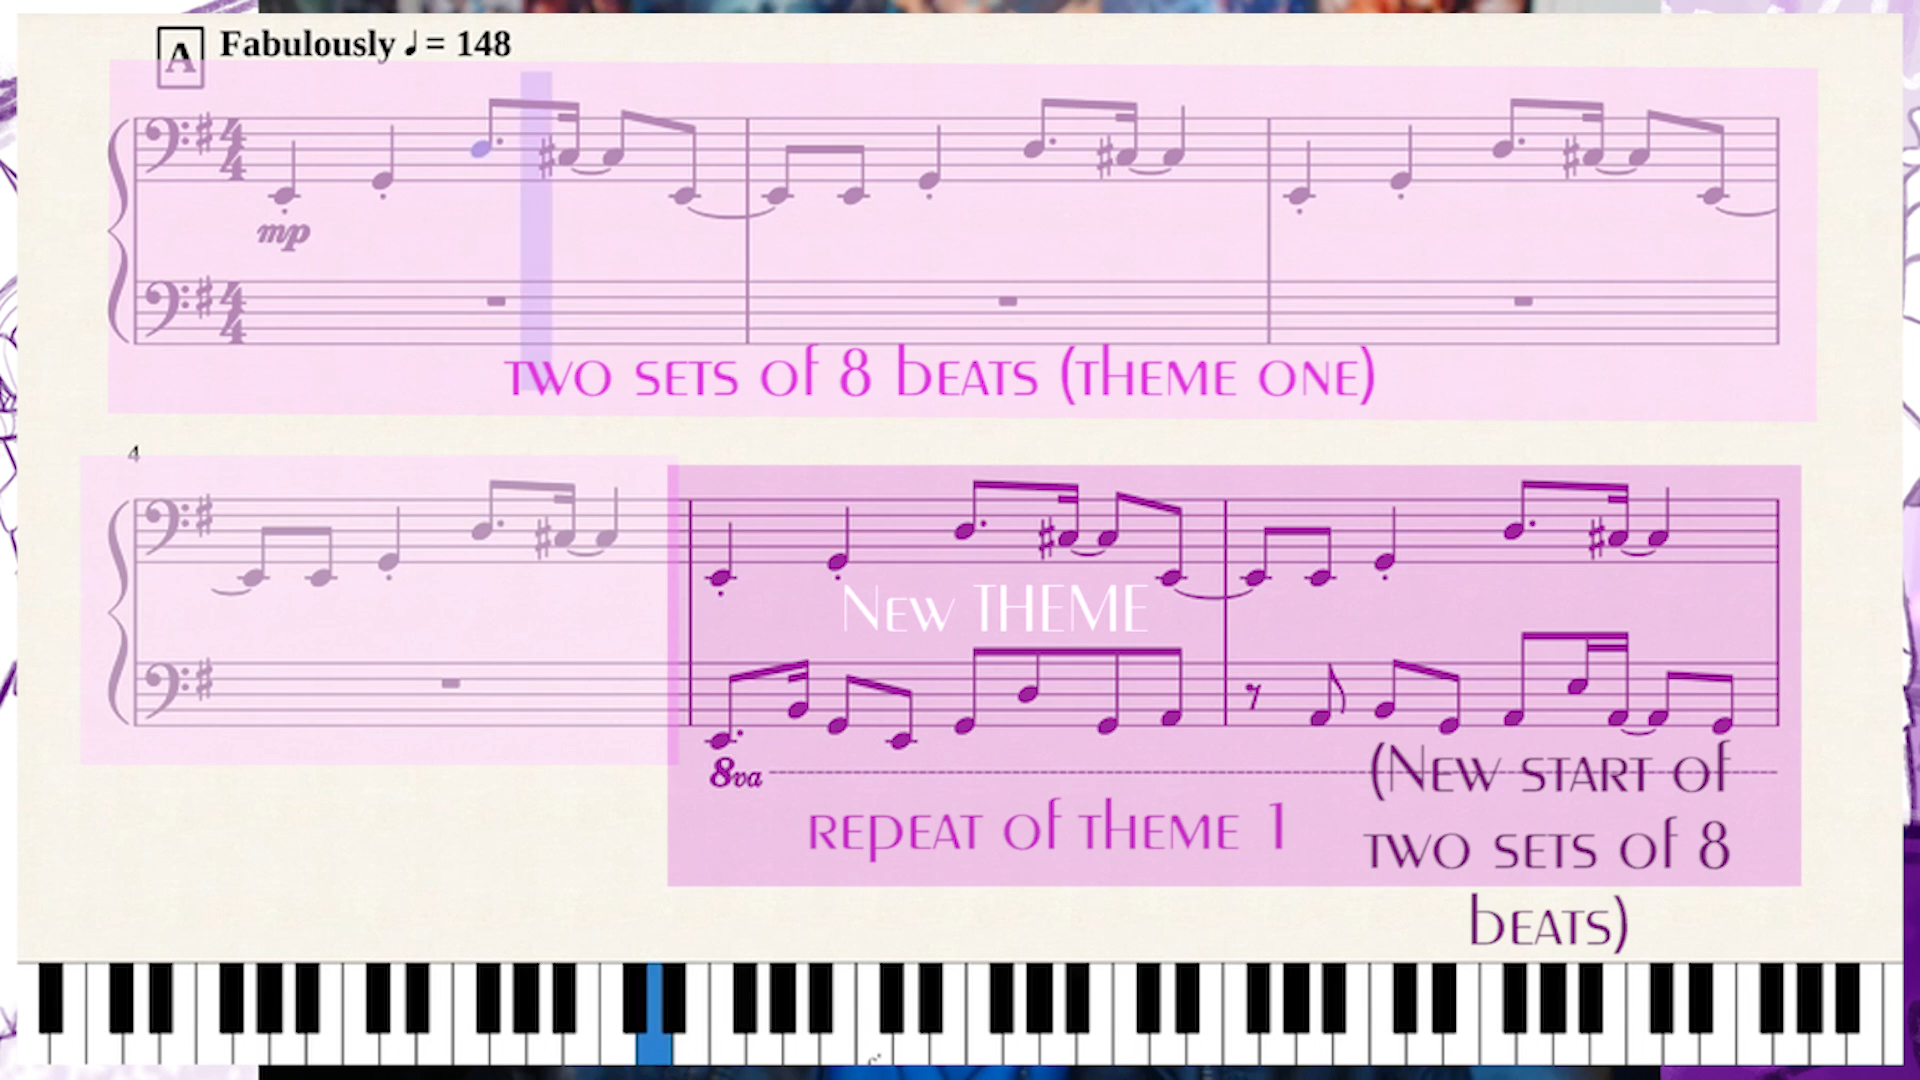 A Fabulously ♩= 148
mp
TWO SETS Of 8 bEATS (THEME ONE)
4
New THEME
8va
REPEAT Of THEME 1
(New START Of
TWO SETS Of 8
bEATS)